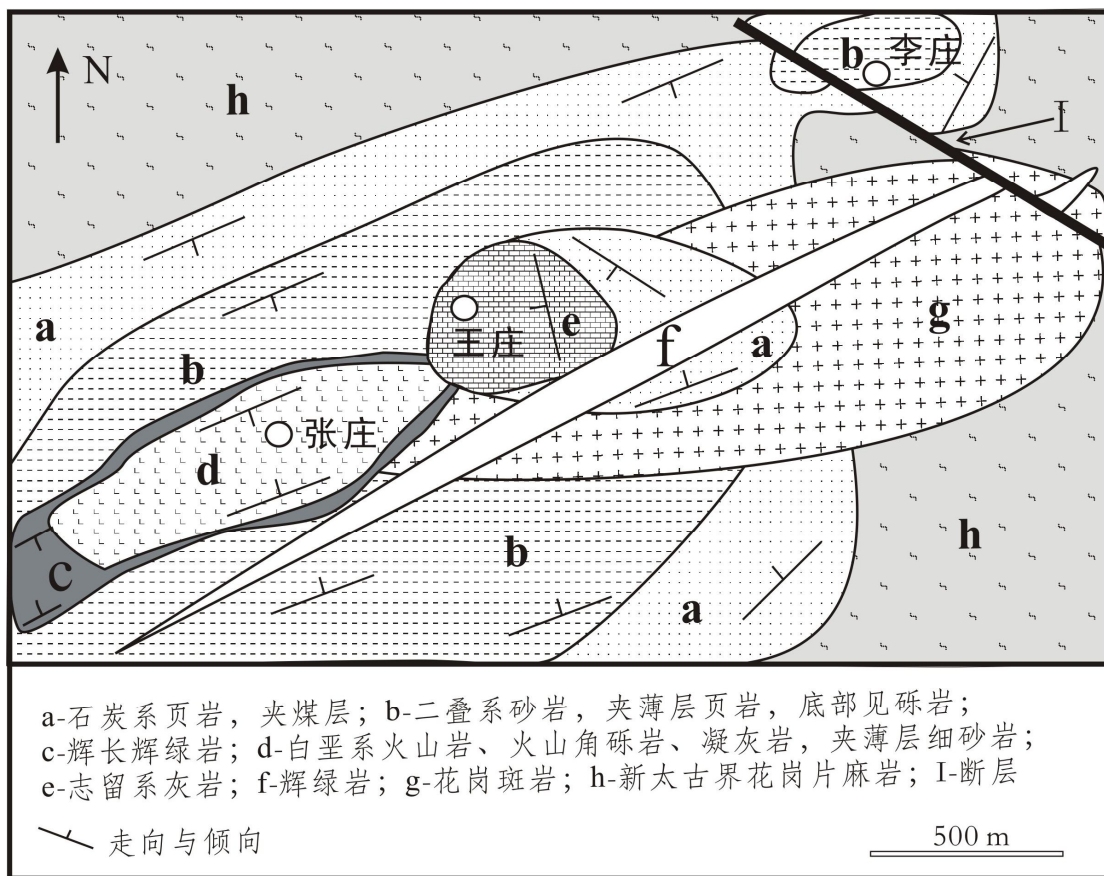 N
h
b 李庄
I
a
王庄
e
f
a
g
b
张庄
d
c
b
a
h
a-石炭系页岩，夹煤层；b-二叠系砂岩，夹薄层页岩，底部见砾岩；
c-辉长辉绿岩；d-白垩系火山岩、火山角砾岩、凝灰岩，夹薄层细砂岩；
e-志留系灰岩；f-辉绿岩；g-花岗斑岩；h-新太古界花岗片麻岩；I-断层
走向与倾向
500 m